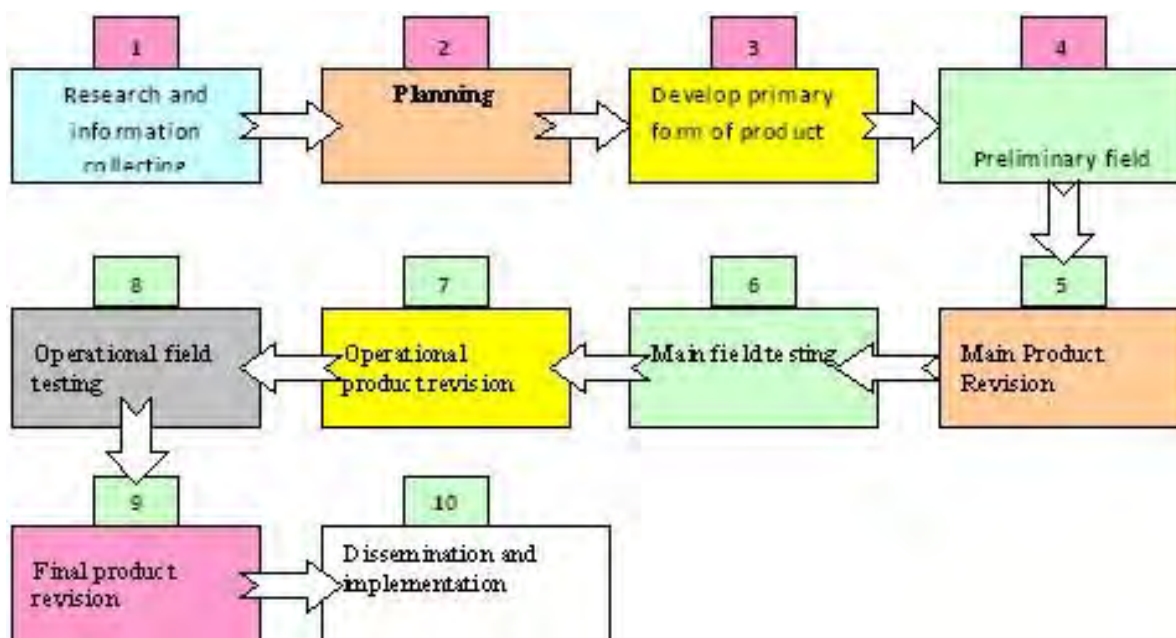 1
Research and
information
collecting
2
Planning
3
Develop primary
form of product
4
Preliminary field
5
Main Product
Revision
6
Main field testing
7
Operational
product revision
8
Operational field
testing
9
Final product
revision
10
Dissemination and
implementation